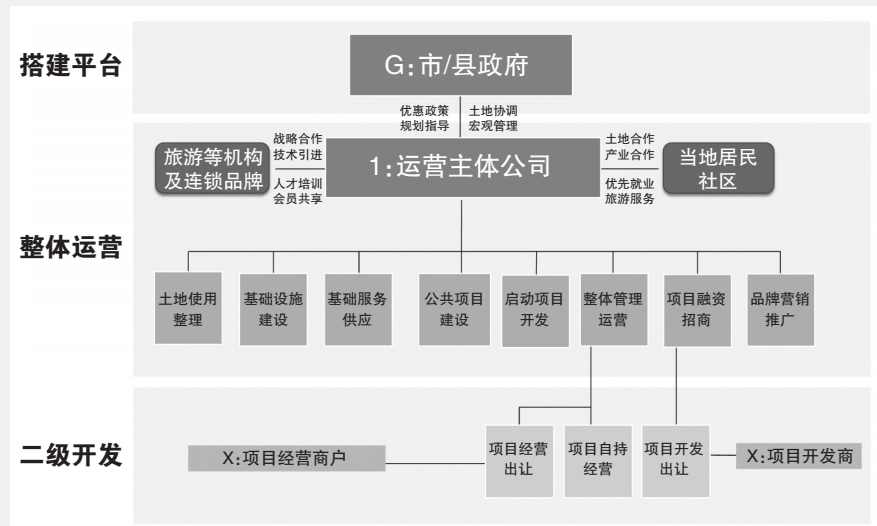 搭建平台
G:市/县政府
优惠政策
规划指导
土地协调
宏观管理
整体运营
旅游等机构
及连锁品牌
战略合作
技术引进
人才培训
会员共享
1:运营主体公司
土地合作
产业合作
优先就业
旅游服务
当地居民
社区
土地使用
整理
基础设施
建设
基础服务
供应
公共项目
建设
启动项目
开发
整体管理
运营
项目融资
招商
品牌营销
推广
二级开发
X:项目经营商户
项目经营
出让
项目自持
经营
项目开发
出让
X:项目开发商